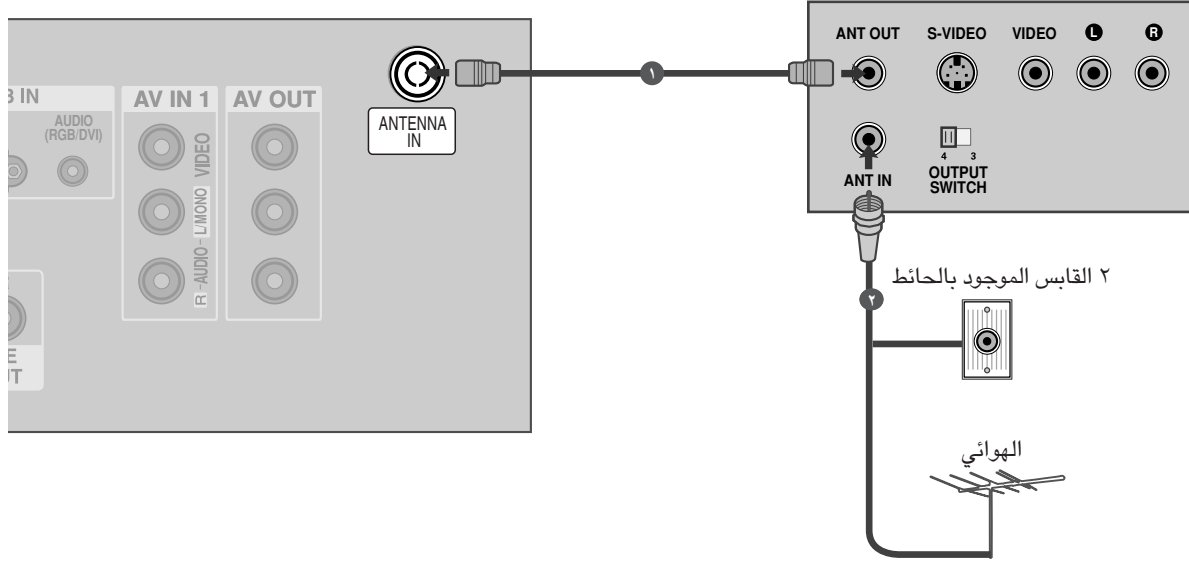 B IN
AUDIO
(RGB/DVI)
AV IN 1
AV OUT
VIDEO
L/MONO
R
AUDIO
ANTENNA
IN
١
ANT OUT
S-VIDEO
VIDEO
L
R
ANT IN
4 3
OUTPUT
SWITCH
٢ القابس الموجود بالحائط
٢
الهوائي